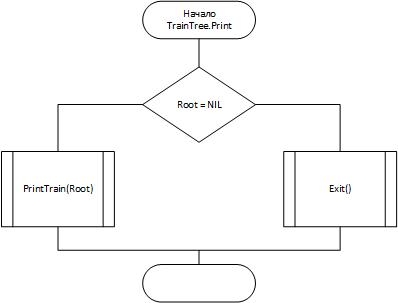 Начало
TrainTree.Print
Root = NIL
PrintTrain(Root)
Exit()